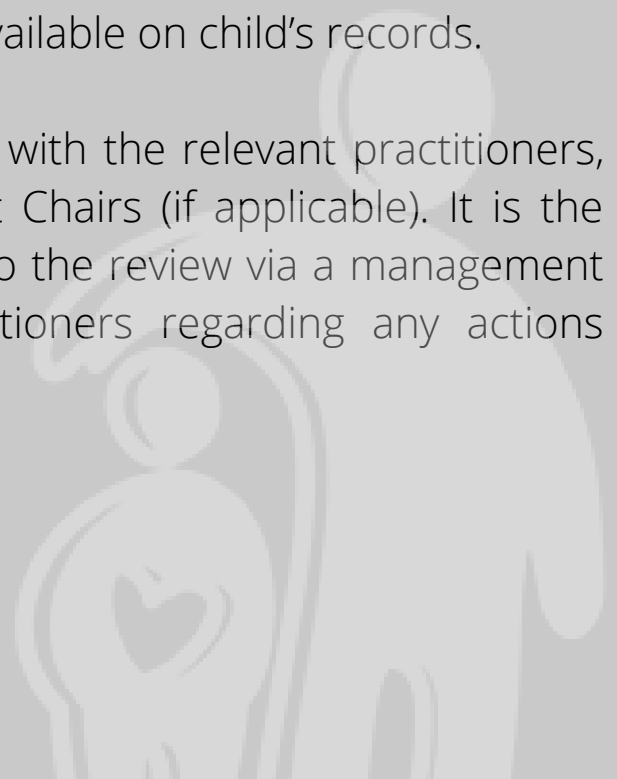 vailable on child’s records.
with the relevant practitioners,
t Chairs (if applicable). It is the
o the review via a management
tioners regarding any actions